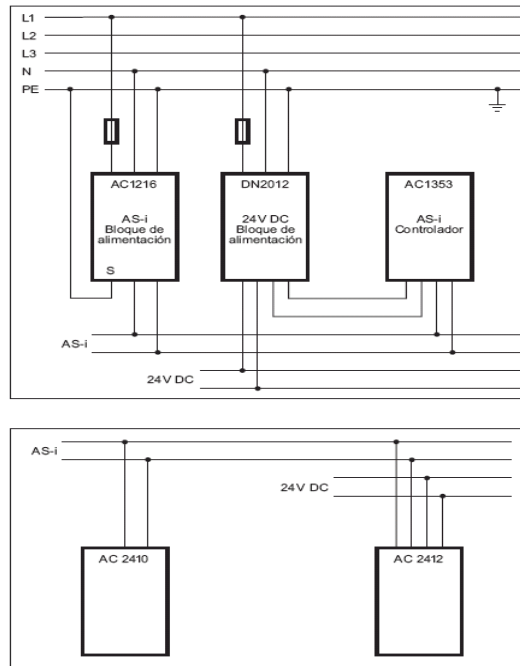 L1
L2
L3
N
PE
AC1216
AS-i
Bloque de
alimentación
S
DN2012
24V DC
Bloque de
alimentación
AC1353
AS-i
Controlador
AS-i
24V DC
AS-i
24V DC
AC 2410
AC 2412